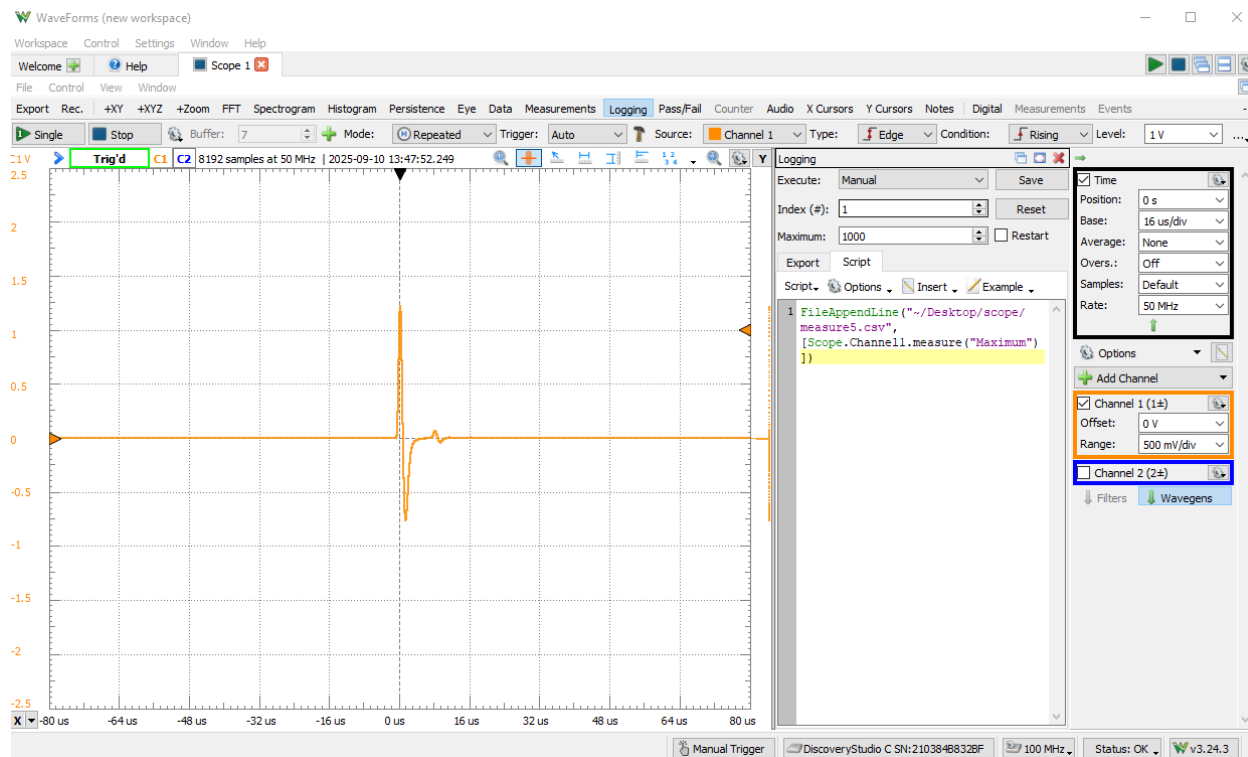 WaveForms (new workspace)
Workspace Control Settings Window Help
Welcome Help Scope 1
File Control View Window
Export Rec. +XY +XYZ +Zoom FFT Spectrogram Histogram Persistence Eye Data Measurements Logging Pass/Fail Counter Audio X Cursors Y Cursors Notes Digital Measurements Events
Single Stop Buffer: 7 Mode: Repeated Trigger: Auto Source: Channel 1 Type: Edge Condition: Rising Level: 1 V ...
C1 V Trig'd C1 C2 8192 samples at 50 MHz | 2025-09-10 13:47:52.249 Y
2.5
2
1.5
1
0.5
0
-0.5
-1
-1.5
-2
-2.5
X -80 us -64 us -48 us -32 us -16 us 0 us 16 us 32 us 48 us 64 us 80 us
Logging
Execute: Manual Save
Index (#): 1 Reset
Maximum: 1000 Restart
Export Script
Script Options Insert Example
1 FileAppendLine("~/Desktop/scope/
measure5.csv",
[Scope.Channel1.measure("Maximum")
])
Time
Position: 0 s
Base: 16 us/div
Average: None
Overs.: Off
Samples: Default
Rate: 50 MHz
Options
Add Channel
Channel 1 (1±)
Offset: 0 V
Range: 500 mV/div
Channel 2 (2±)
Filters Wavegens
Manual Trigger DiscoveryStudio C SN:210384B832BF 100 MHz Status: OK v3.24.3